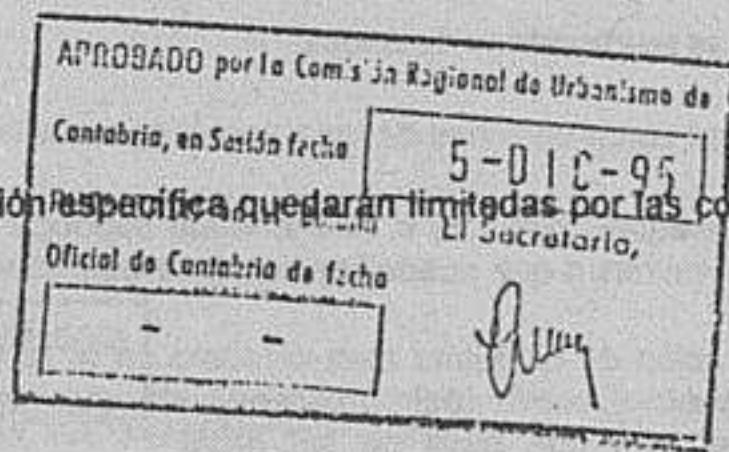 APROBADO por la Comisión Regional de Urbanismo de
Cantabria, en Sesión fecha
5-DIC-95
ión específica quedarán limitadas por las co
El Secretario,
Oficial de Cantabria de fecha
- -